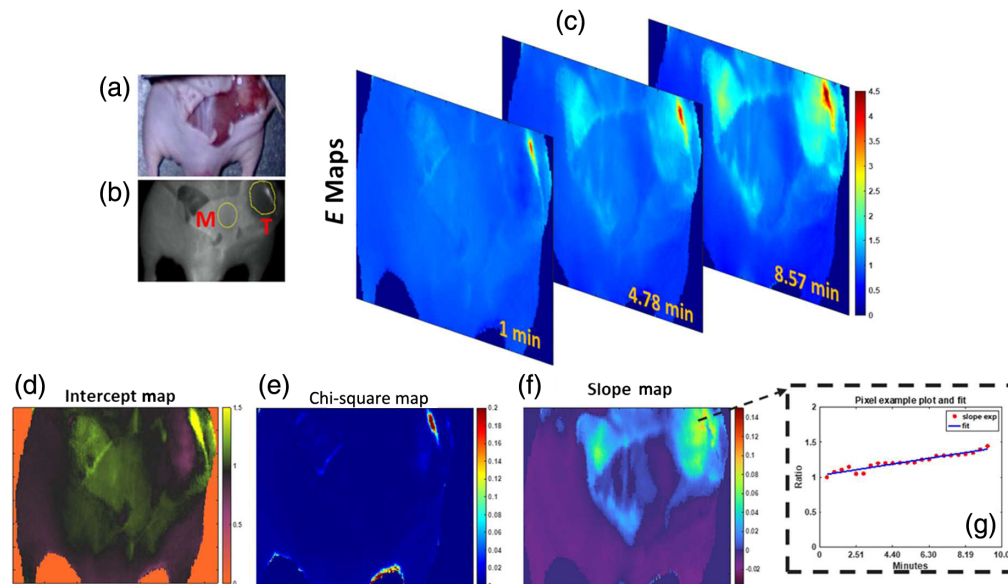 (c)
(a)
(b)
M
T
E Maps
1 min
4.78 min
8.57 min
4.5
4
3.5
3
2.5
2
1.5
1
0.5
0
(d)
Intercept map
1.5
1
0.5
0
(e)
Chi-square map
0.2
0.18
0.16
0.14
0.12
0.1
0.08
0.06
0.04
0.02
0
(f)
Slope map
0.14
0.12
0.1
0.08
0.06
0.04
0.02
0
-0.02
Pixel example plot and fit
slope exp
fit
Ratio
2
1.5
1
0
0
2.51
4.40
6.30
8.19
10.0
Minutes
(g)